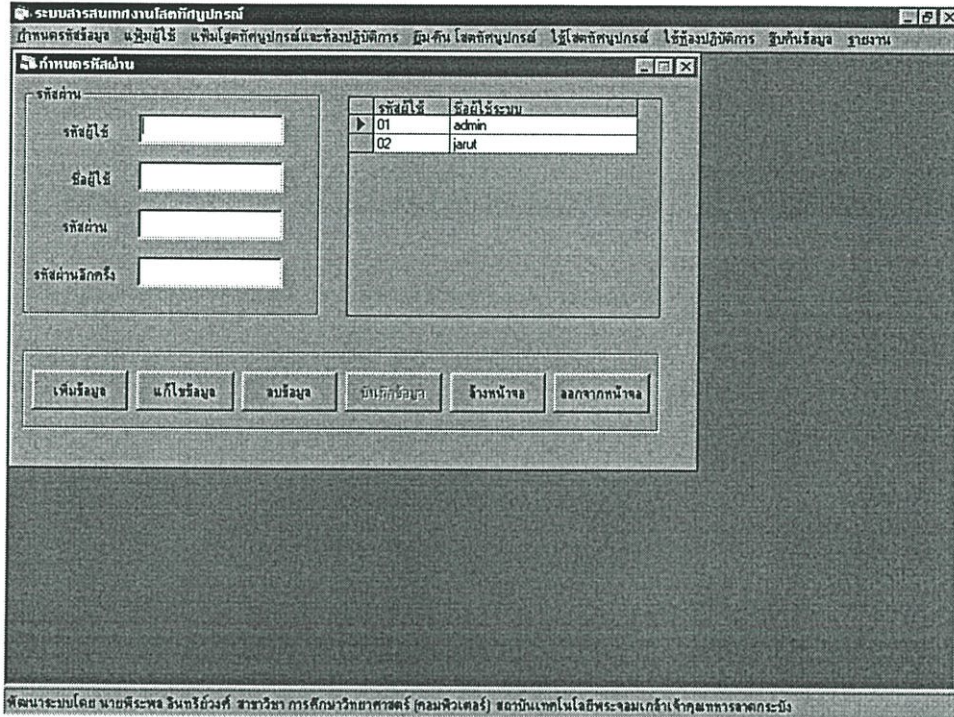 ระบบสารสนเทศงานโสตทัศนูปกรณ์
กำหนดรหัสข้อมูล แฟ้มผู้ใช้ แฟ้มโสตทัศนูปกรณ์และห้องปฏิบัติการ ยืม-คืน โสตทัศนูปกรณ์ ใช้โสตทัศนูปกรณ์ ใช้ห้องปฏิบัติการ สืบค้นข้อมูล รายงาน
กำหนดรหัสผ่าน
รหัสผ่าน
รหัสผู้ใช้
ชื่อผู้ใช้
รหัสผ่าน
รหัสผ่านอีกครั้ง
รหัสผู้ใช้ ชื่อผู้ใช้ระบบ
01 admin
02 jarut
เพิ่มข้อมูล แก้ไขข้อมูล ลบข้อมูล บันทึกข้อมูล ล้างหน้าจอ ออกจากหน้าจอ
พัฒนาระบบโดย นายพีระพล อินทรีย์วงศ์ สาขาวิชา การศึกษาวิทยาศาสตร์ (คอมพิวเตอร์) สถาบันเทคโนโลยีพระจอมเกล้าเจ้าคุณทหารลาดกระบัง